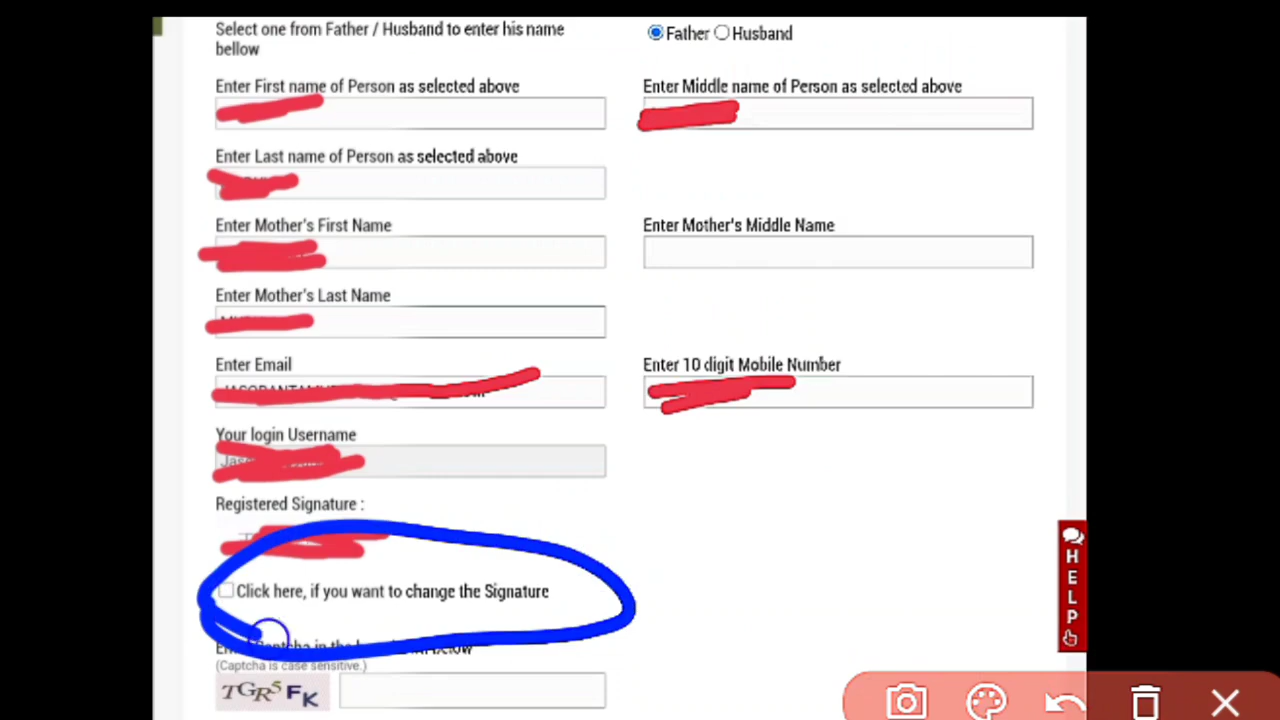 Select one from Father / Husband to enter his name
bellow
Father Husband
Enter First name of Person as selected above
Enter Middle name of Person as selected above
Enter Last name of Person as selected above
Enter Mother's First Name
Enter Mother's Middle Name
Enter Mother's Last Name
Enter Email
Enter 10 digit Mobile Number
Your login Username
Registered Signature :
Click here, if you want to change the Signature
Captcha in the
(Captcha is case sensitive.)
TGR5FK
HELP